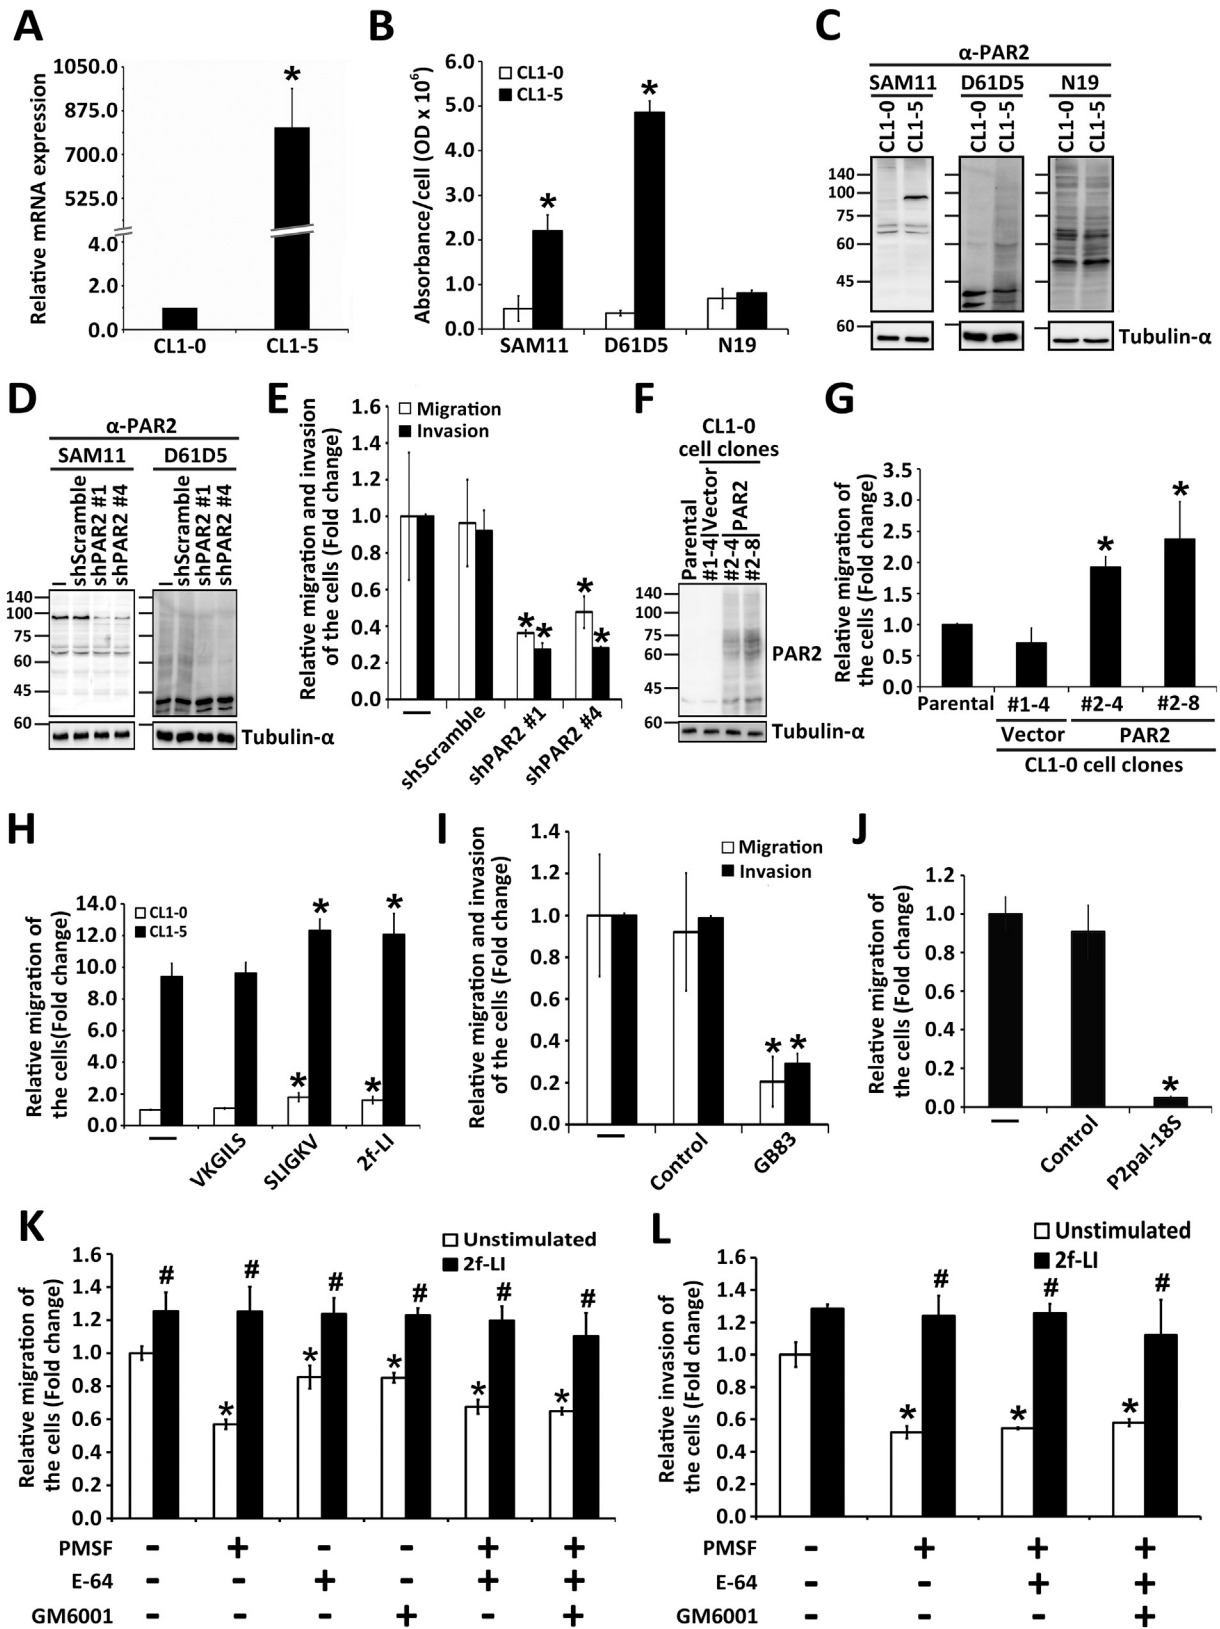 A
Relative mRNA expression
1050.0
875.0
700.0
525.0
4.0
2.0
0.0
*
CL1-0
CL1-5
B
Absorbance/cell (OD x 10⁶)
6.0
5.0
4.0
3.0
2.0
1.0
0.0
CL1-0
CL1-5
*
*
SAM11
D61D5
N19
C
α-PAR2
SAM11
D61D5
N19
CL1-0
CL1-5
CL1-0
CL1-5
CL1-0
CL1-5
140
100
75
60
45
60
Tubulin-α
D
α-PAR2
SAM11
D61D5
–
shScramble
shPAR2 #1
shPAR2 #4
–
shScramble
shPAR2 #1
shPAR2 #4
140
100
75
60
45
60
Tubulin-α
E
Relative migration and invasion
of the cells (Fold change)
1.6
1.4
1.2
1.0
0.8
0.6
0.4
0.2
0.0
Migration
Invasion
* *
* *
—
shScramble
shPAR2 #1
shPAR2 #4
F
CL1-0
cell clones
Vector
PAR2
Parental
#1-4
#2-4
#2-8
140
100
75
60
45
60
PAR2
Tubulin-α
G
Relative migration of
the cells (Fold change)
3.5
3.0
2.5
2.0
1.5
1.0
0.5
0.0
*
*
Parental
#1-4
#2-4
#2-8
Vector
PAR2
CL1-0 cell clones
H
Relative migration of
the cells(Fold change)
14.0
12.0
10.0
8.0
6.0
4.0
2.0
0.0
CL1-0
CL1-5
* *
* *
—
VKGILS
SLIGKV
2f-LI
I
Relative migration and invasion
of the cells (Fold change)
1.4
1.2
1.0
0.8
0.6
0.4
0.2
0.0
Migration
Invasion
* *
—
Control
GB83
J
Relative migration of
the cells (Fold change)
1.2
1.0
0.8
0.6
0.4
0.2
0.0
*
—
Control
P2pal-18S
K
Relative migration of
the cells (Fold change)
1.6
1.4
1.2
1.0
0.8
0.6
0.4
0.2
0.0
Unstimulated
2f-LI
# # # # # #
* * * * *
PMSF - + - - + +
E-64 - - + - + +
GM6001 - - - + - +
L
Relative invasion of
the cells (Fold change)
1.6
1.4
1.2
1.0
0.8
0.6
0.4
0.2
0.0
Unstimulated
2f-LI
# # #
* * *
PMSF - + + +
E-64 - - + +
GM6001 - - - +